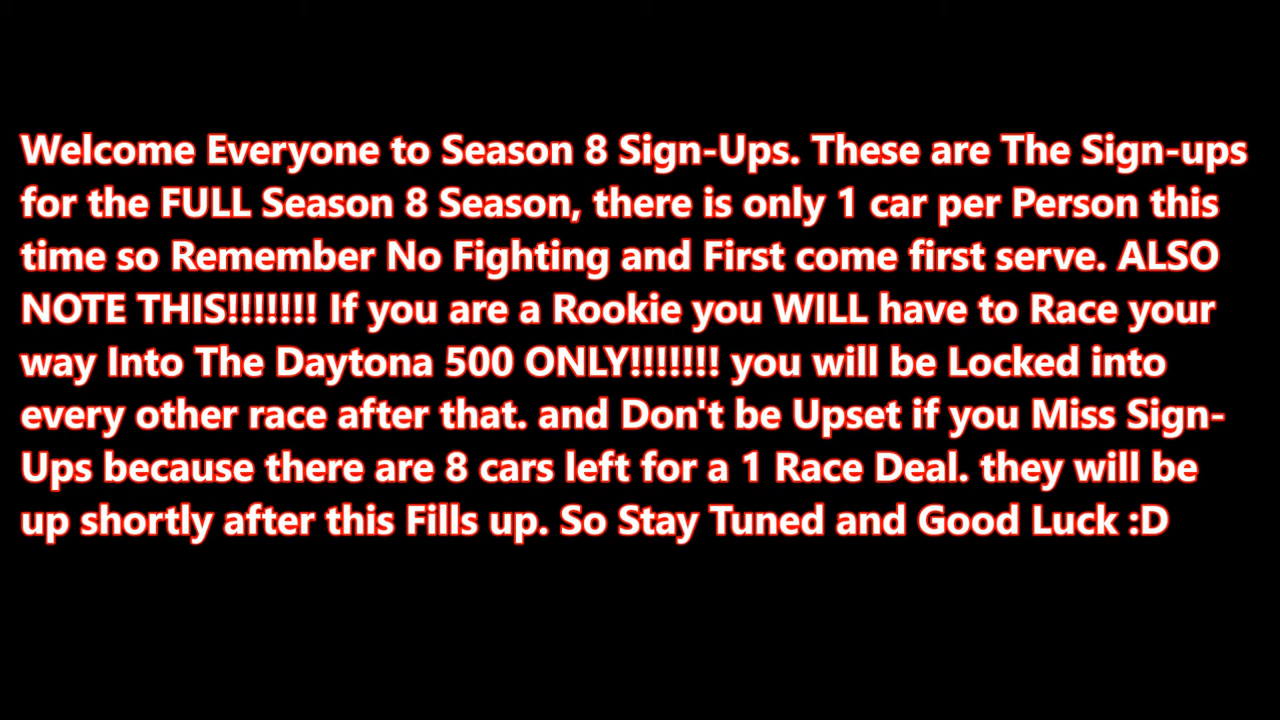 Welcome Everyone to Season 8 Sign-Ups. These are The Sign-ups
for the FULL Season 8 Season, there is only 1 car per Person this
time so Remember No Fighting and First come first serve. ALSO
NOTE THIS!!!!!!! If you are a Rookie you WILL have to Race your
way Into The Daytona 500 ONLY!!!!!!! you will be Locked into
every other race after that. and Don't be Upset if you Miss Sign-
Ups because there are 8 cars left for a 1 Race Deal. they will be
up shortly after this Fills up. So Stay Tuned and Good Luck :D